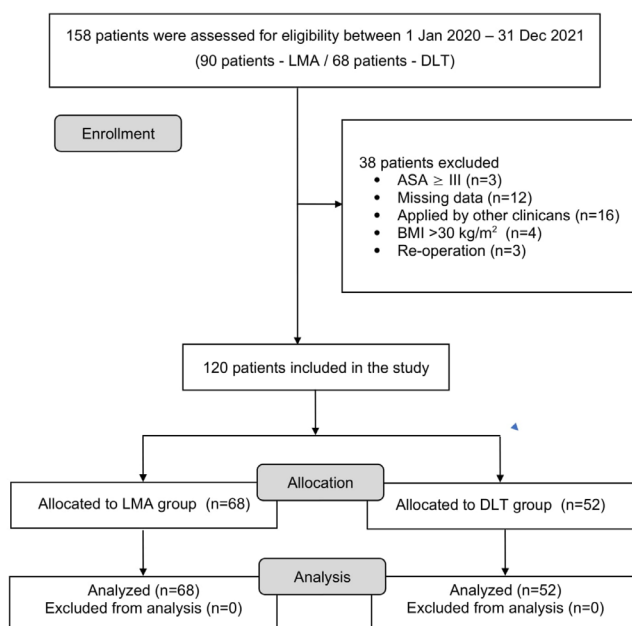 158 patients were assessed for eligibility between 1 Jan 2020 – 31 Dec 2021
(90 patients - LMA / 68 patients - DLT)
Enrollment
38 patients excluded
• ASA ≥ III (n=3)
• Missing data (n=12)
• Applied by other clinicans (n=16)
• BMI >30 kg/m² (n=4)
• Re-operation (n=3)
120 patients included in the study
Allocation
Allocated to LMA group (n=68)
Allocated to DLT group (n=52)
Analysis
Analyzed (n=68)
Excluded from analysis (n=0)
Analyzed (n=52)
Excluded from analysis (n=0)